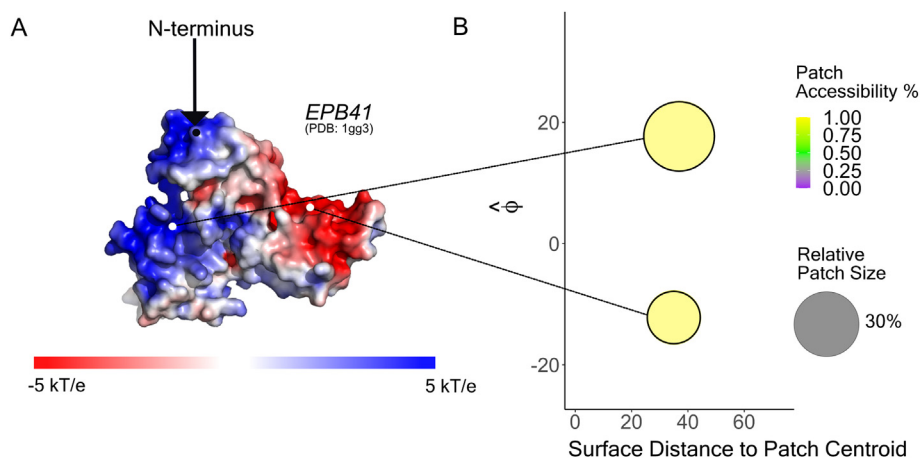 A
N-terminus
EPB41
(PDB: 1gg3)
-5 kT/e
5 kT/e
B
20
0
-20
ϕ̂
0
20
40
60
Surface Distance to Patch Centroid
Patch
Accessibility %
1.00
0.75
0.50
0.25
0.00
Relative
Patch Size
30%